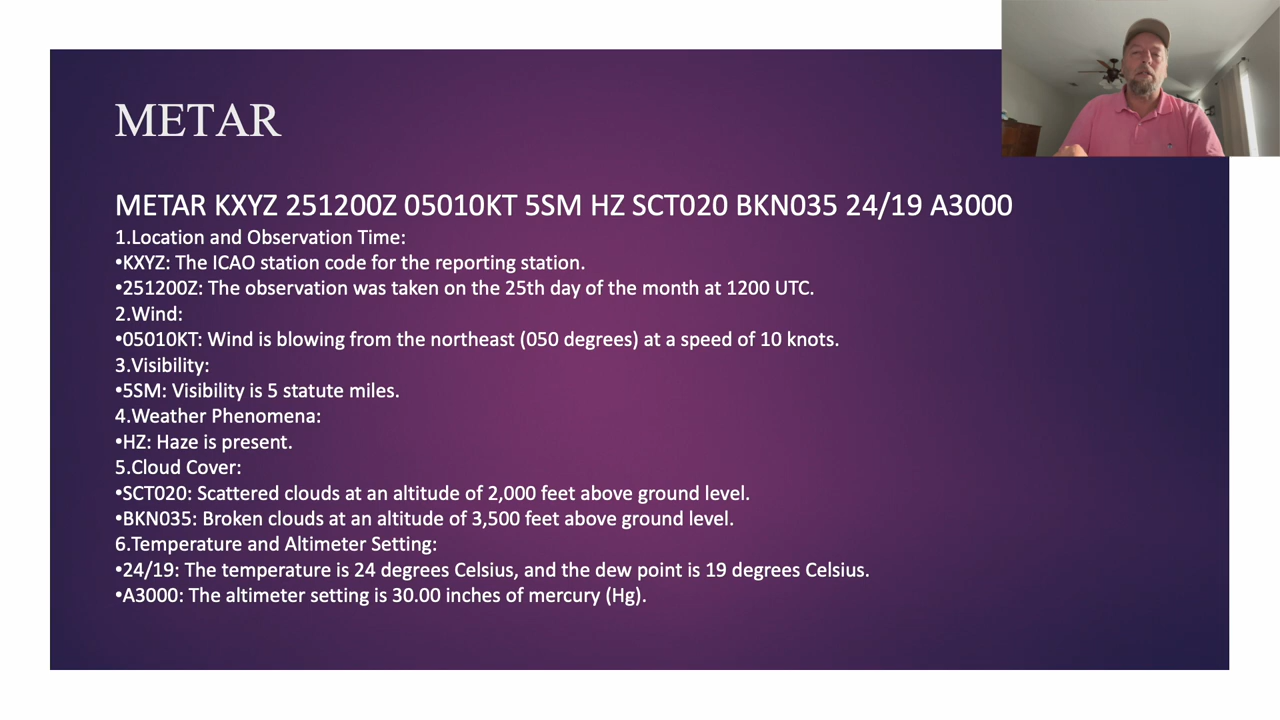 METAR
METAR KXYZ 251200Z 05010KT 5SM HZ SCT020 BKN035 24/19 A3000
1.Location and Observation Time:
•KXYZ: The ICAO station code for the reporting station.
•251200Z: The observation was taken on the 25th day of the month at 1200 UTC.
2.Wind:
•05010KT: Wind is blowing from the northeast (050 degrees) at a speed of 10 knots.
3.Visibility:
•5SM: Visibility is 5 statute miles.
4.Weather Phenomena:
•HZ: Haze is present.
5.Cloud Cover:
•SCT020: Scattered clouds at an altitude of 2,000 feet above ground level.
•BKN035: Broken clouds at an altitude of 3,500 feet above ground level.
6.Temperature and Altimeter Setting:
•24/19: The temperature is 24 degrees Celsius, and the dew point is 19 degrees Celsius.
•A3000: The altimeter setting is 30.00 inches of mercury (Hg).